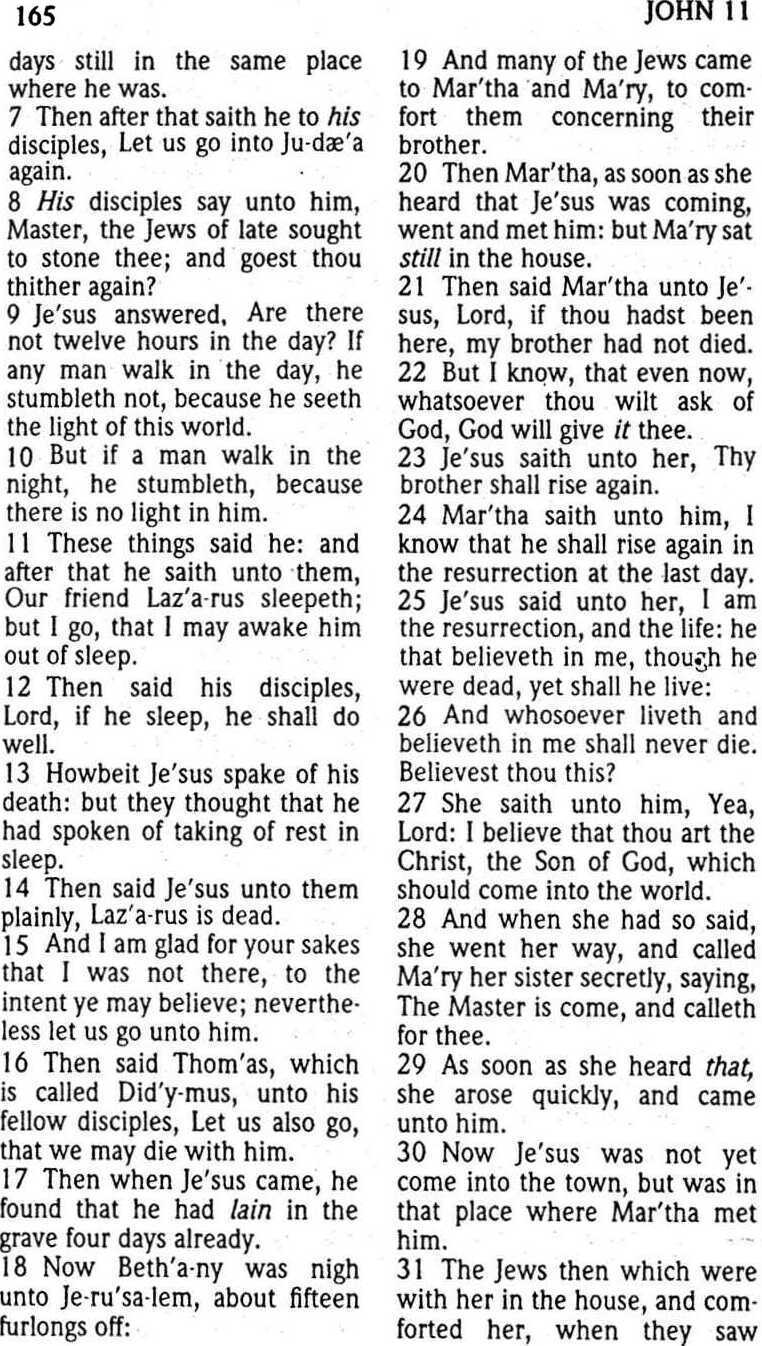 165
JOHN 11
days still in the same place
where he was.
7 Then after that saith he to his
disciples, Let us go into Ju-dæ'a
again.
8 His disciples say unto him,
Master, the Jews of late sought
to stone thee; and goest thou
thither again?
9 Je'sus answered, Are there
not twelve hours in the day? If
any man walk in the day, he
stumbleth not, because he seeth
the light of this world.
10 But if a man walk in the
night, he stumbleth, because
there is no light in him.
11 These things said he: and
after that he saith unto them,
Our friend Laz'a-rus sleepeth;
but I go, that I may awake him
out of sleep.
12 Then said his disciples,
Lord, if he sleep, he shall do
well.
13 Howbeit Je'sus spake of his
death: but they thought that he
had spoken of taking of rest in
sleep.
14 Then said Je'sus unto them
plainly, Laz'a-rus is dead.
15 And I am glad for your sakes
that I was not there, to the
intent ye may believe; neverthe-
less let us go unto him.
16 Then said Thom'as, which
is called Did'y-mus, unto his
fellow disciples, Let us also go,
that we may die with him.
17 Then when Je'sus came, he
found that he had lain in the
grave four days already.
18 Now Beth'a-ny was nigh
unto Je-ru'sa-lem, about fifteen
furlongs off:
19 And many of the Jews came
to Mar'tha and Ma'ry, to com-
fort them concerning their
brother.
20 Then Mar'tha, as soon as she
heard that Je'sus was coming,
went and met him: but Ma'ry sat
still in the house.
21 Then said Mar'tha unto Je'-
sus, Lord, if thou hadst been
here, my brother had not died.
22 But I know, that even now,
whatsoever thou wilt ask of
God, God will give it thee.
23 Je'sus saith unto her, Thy
brother shall rise again.
24 Mar'tha saith unto him, I
know that he shall rise again in
the resurrection at the last day.
25 Je'sus said unto her, I am
the resurrection, and the life: he
that believeth in me, though he
were dead, yet shall he live:
26 And whosoever liveth and
believeth in me shall never die.
Believest thou this?
27 She saith unto him, Yea,
Lord: I believe that thou art the
Christ, the Son of God, which
should come into the world.
28 And when she had so said,
she went her way, and called
Ma'ry her sister secretly, saying,
The Master is come, and calleth
for thee.
29 As soon as she heard that,
she arose quickly, and came
unto him.
30 Now Je'sus was not yet
come into the town, but was in
that place where Mar'tha met
him.
31 The Jews then which were
with her in the house, and com-
forted her, when they saw